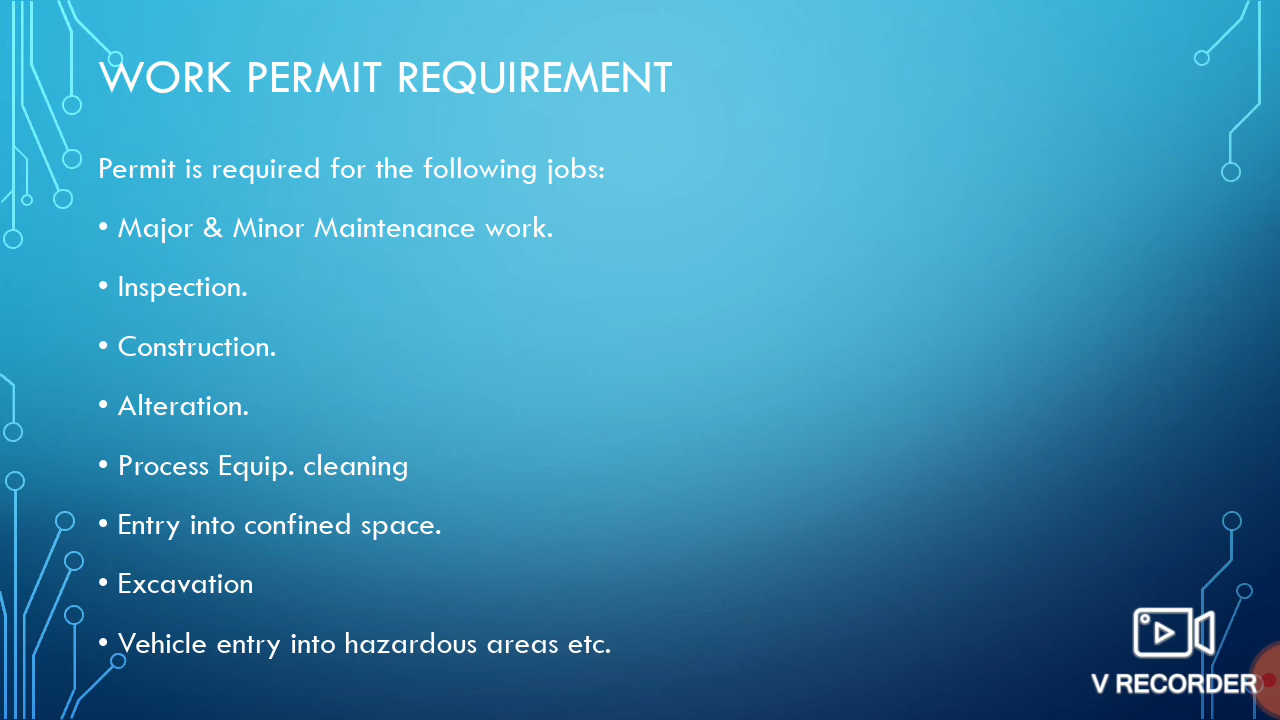 WORK PERMIT REQUIREMENT
Permit is required for the following jobs:
• Major & Minor Maintenance work.
• Inspection.
• Construction.
• Alteration.
• Process Equip. cleaning
• Entry into confined space.
• Excavation
• Vehicle entry into hazardous areas etc.
V RECORDER